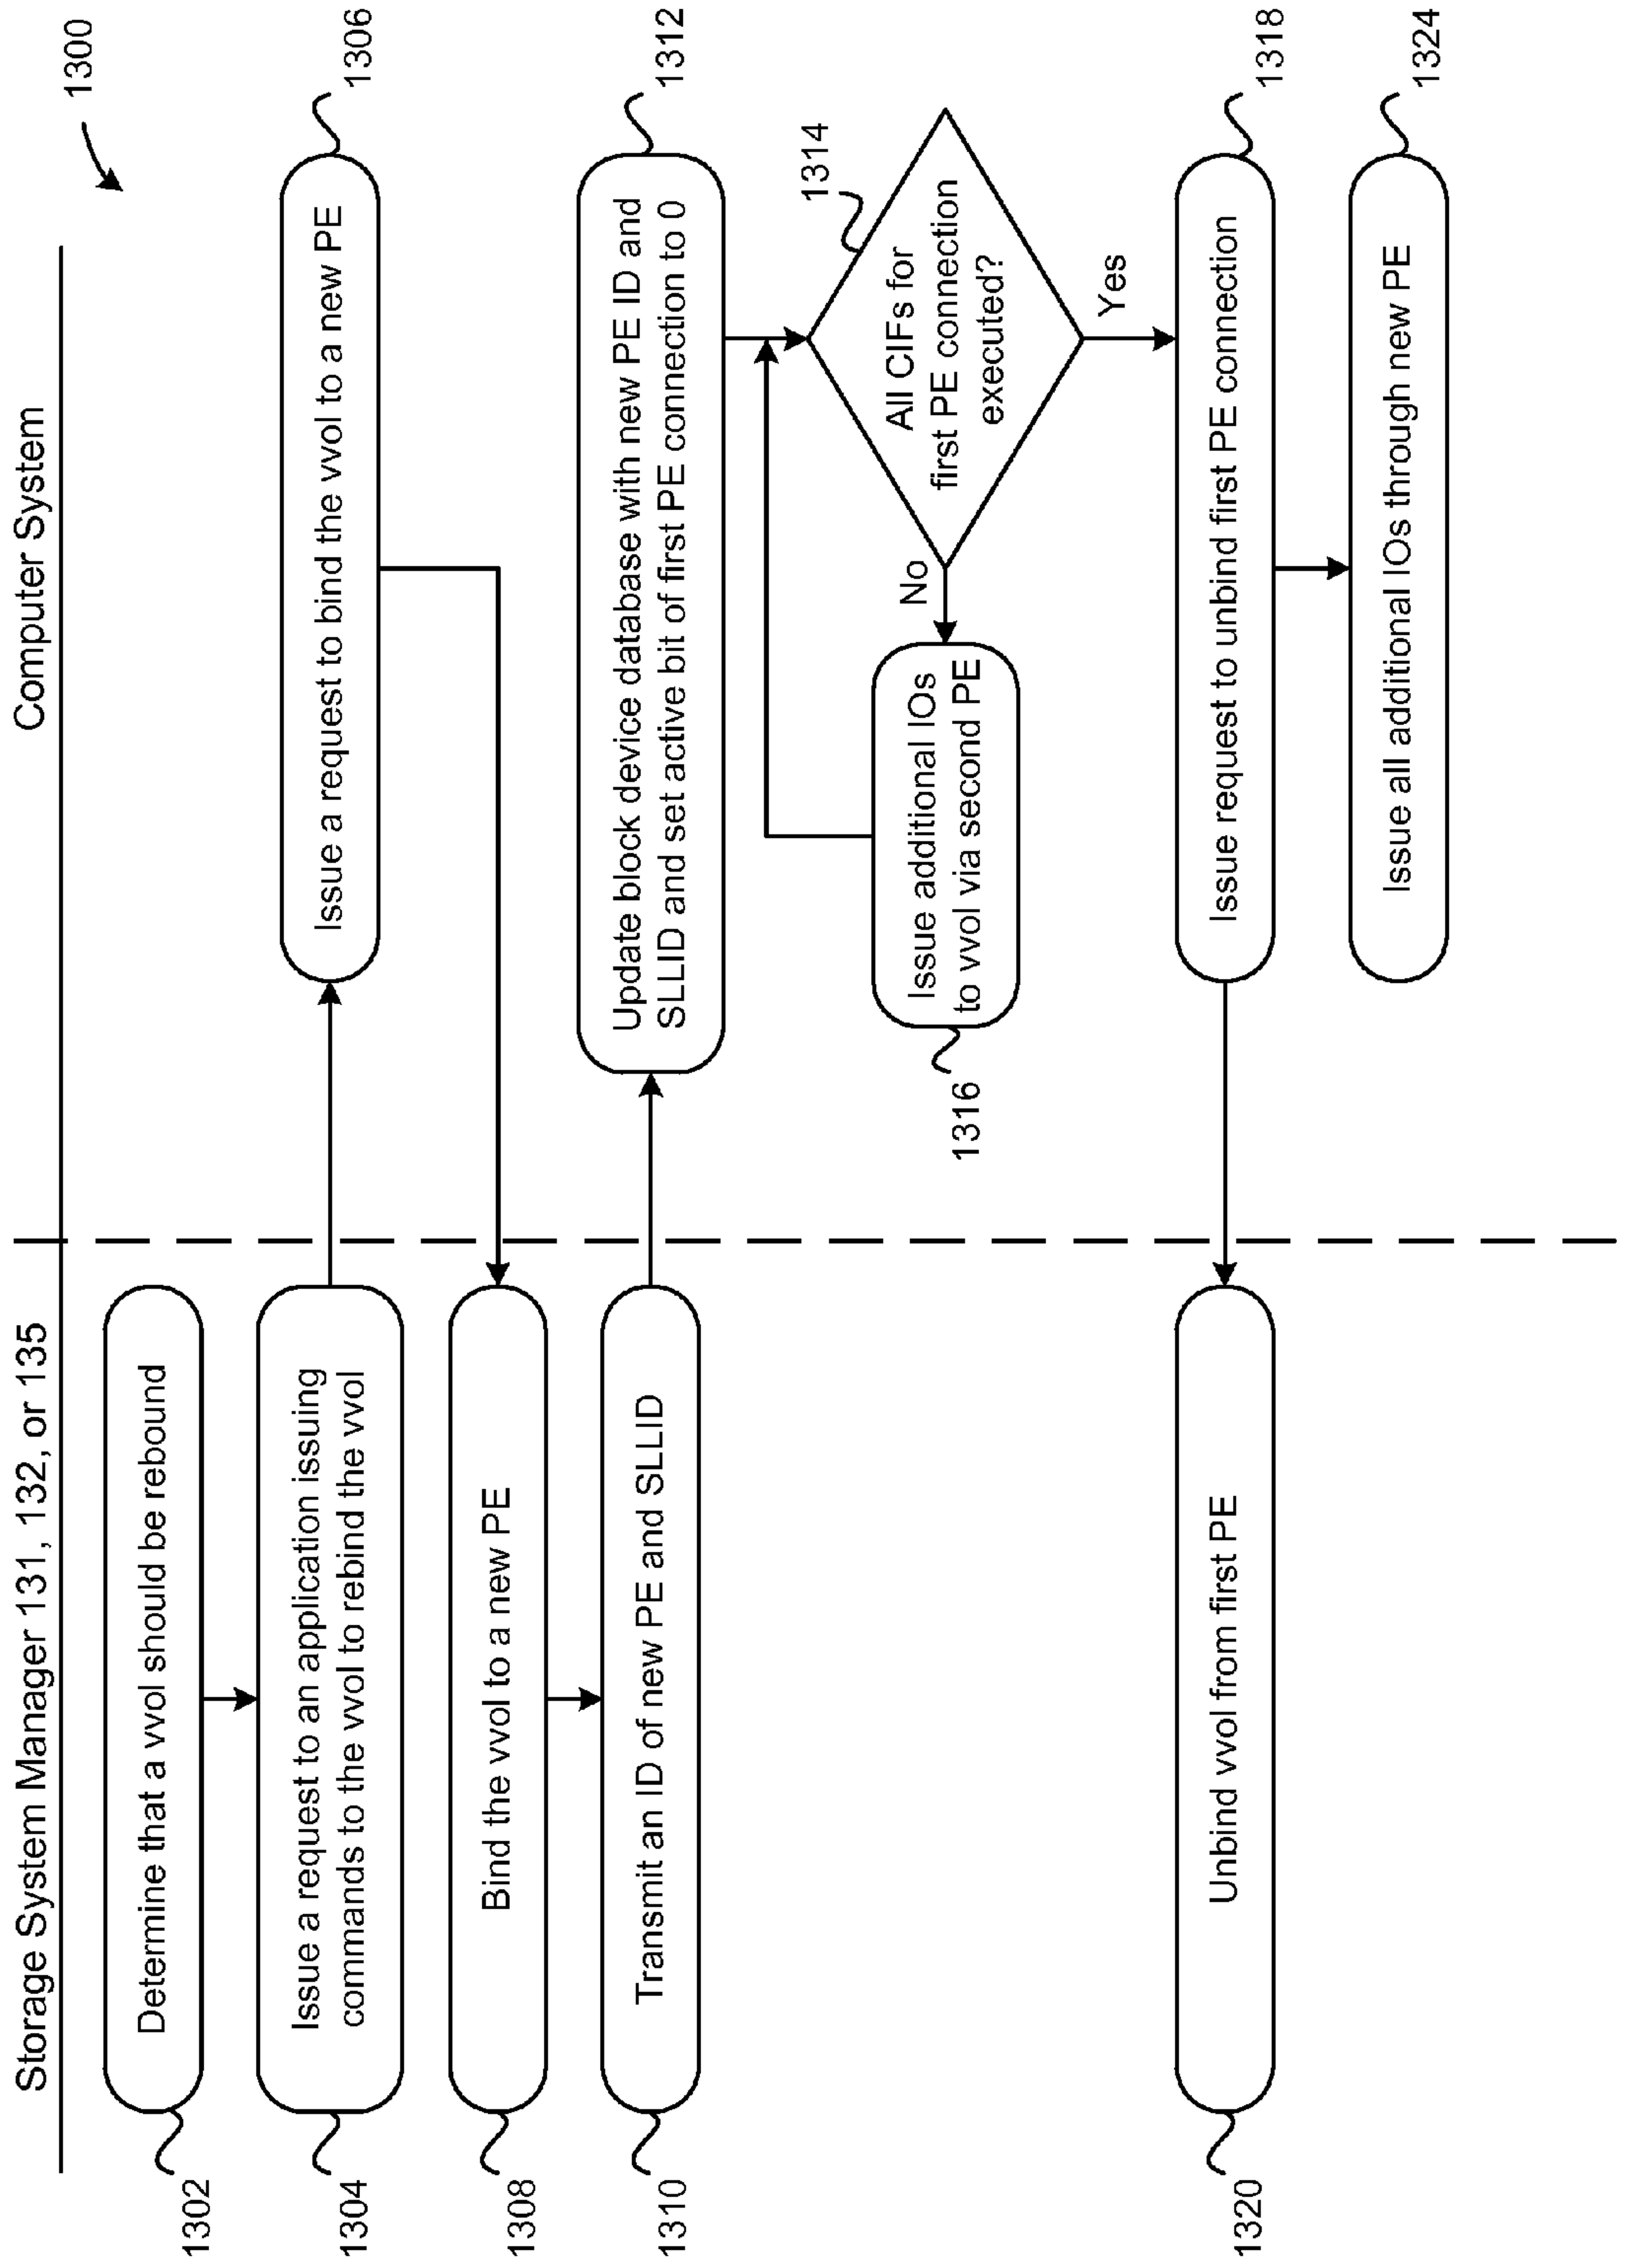 1300
Storage System Manager 131, 132, or 135
Computer System
1302
Determine that a vvol should be rebound
1304
Issue a request to an application issuing
commands to the vvol to rebind the vvol
Issue a request to bind the vvol to a new PE
1306
1308
Bind the vvol to a new PE
1310
Transmit an ID of new PE and SLLID
Update block device database with new PE ID and
SLLID and set active bit of first PE connection to 0
1312
1314
All CIFs for
first PE connection
executed?
No
Yes
Issue additional IOs
to vvol via second PE
1316
Issue request to unbind first PE connection
1318
1320
Unbind vvol from first PE
Issue all additional IOs through new PE
1324